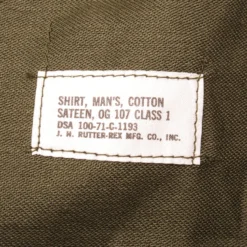 SHIRT, MAN'S, COTTON
SATEEN, OG 107 CLASS 1
DSA 100-71-C-1193
J. H. RUTTER-REX MFG. CO., INC.